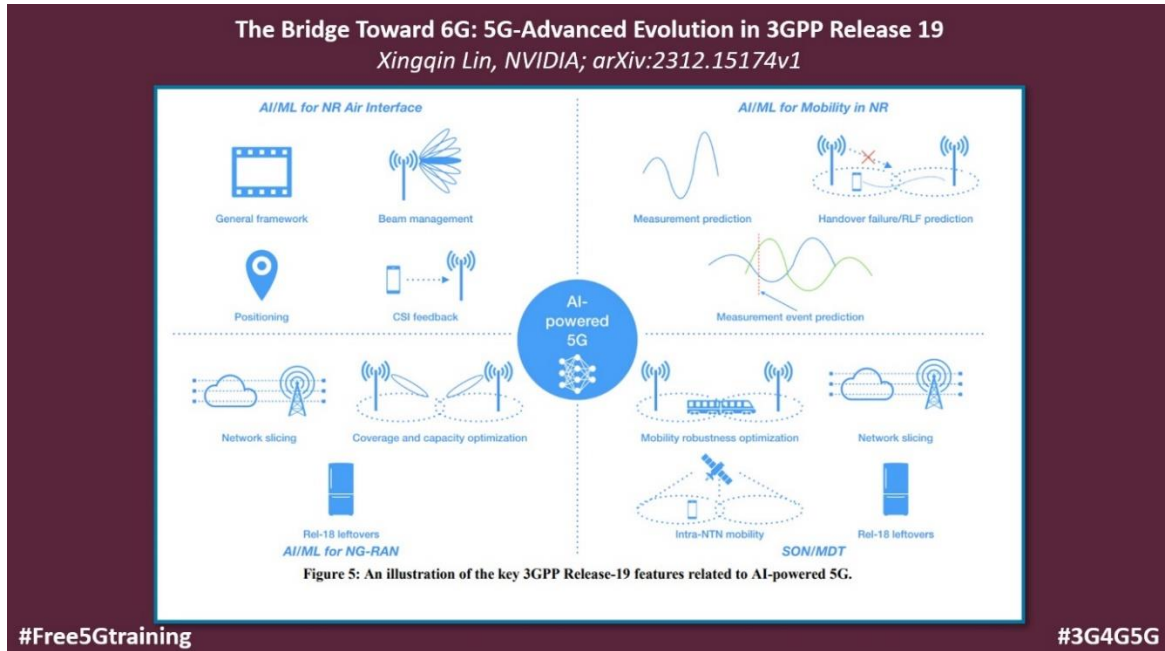 The Bridge Toward 6G: 5G-Advanced Evolution in 3GPP Release 19
Xingqin Lin, NVIDIA; arXiv:2312.15174v1
AI/ML for NR Air Interface
General framework
Beam management
Positioning
CSI feedback
AI/ML for Mobility in NR
Measurement prediction
Handover failure/RLF prediction
Measurement event prediction
AI-
powered
5G
Network slicing
Coverage and capacity optimization
Rel-18 leftovers
AI/ML for NG-RAN
Mobility robustness optimization
Network slicing
Intra-NTN mobility
Rel-18 leftovers
SON/MDT
Figure 5: An illustration of the key 3GPP Release-19 features related to AI-powered 5G.
#Free5Gtraining
#3G4G5G